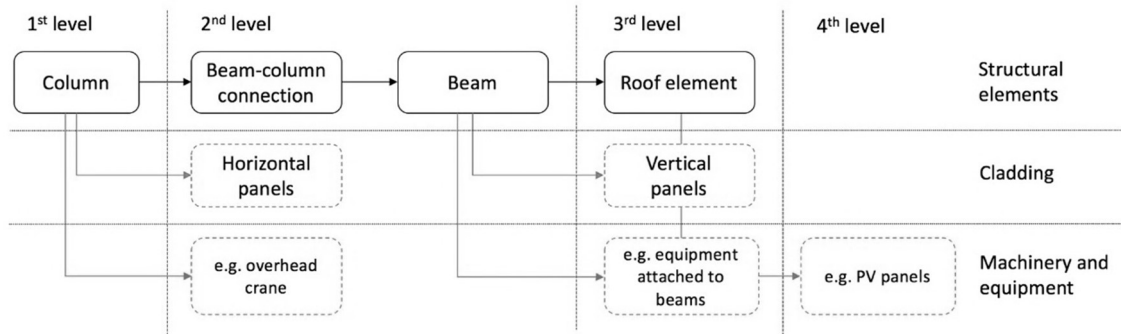 1st level
2nd level
3rd level
4th level
Column
Beam-column
connection
Beam
Roof element
Structural
elements
Horizontal
panels
Vertical
panels
Cladding
e.g. overhead
crane
e.g. equipment
attached to
beams
e.g. PV panels
Machinery and
equipment